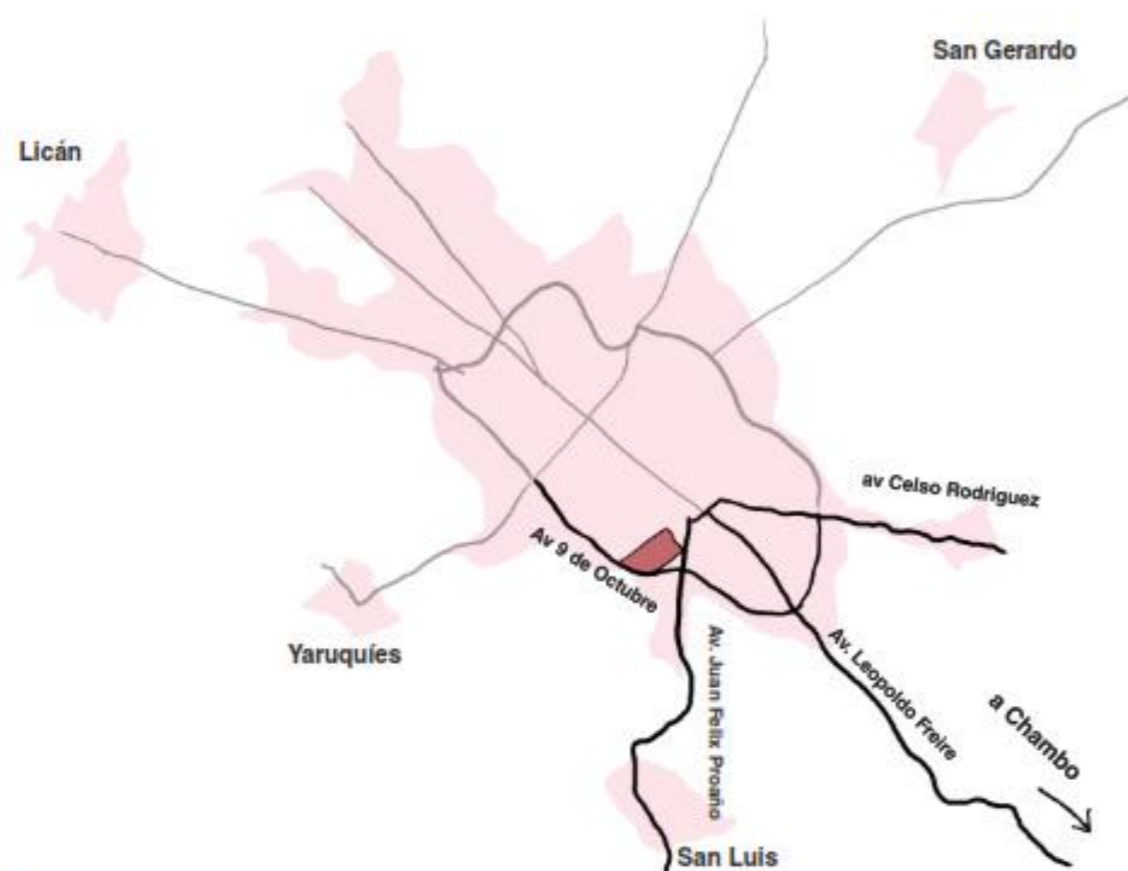 San Gerardo
Licán
av Celso Rodriguez
Av 9 de Octubre
Yaruquíes
Av. Juan Felix Proaño
Av. Leopoldo Freire
a Chambo
San Luis